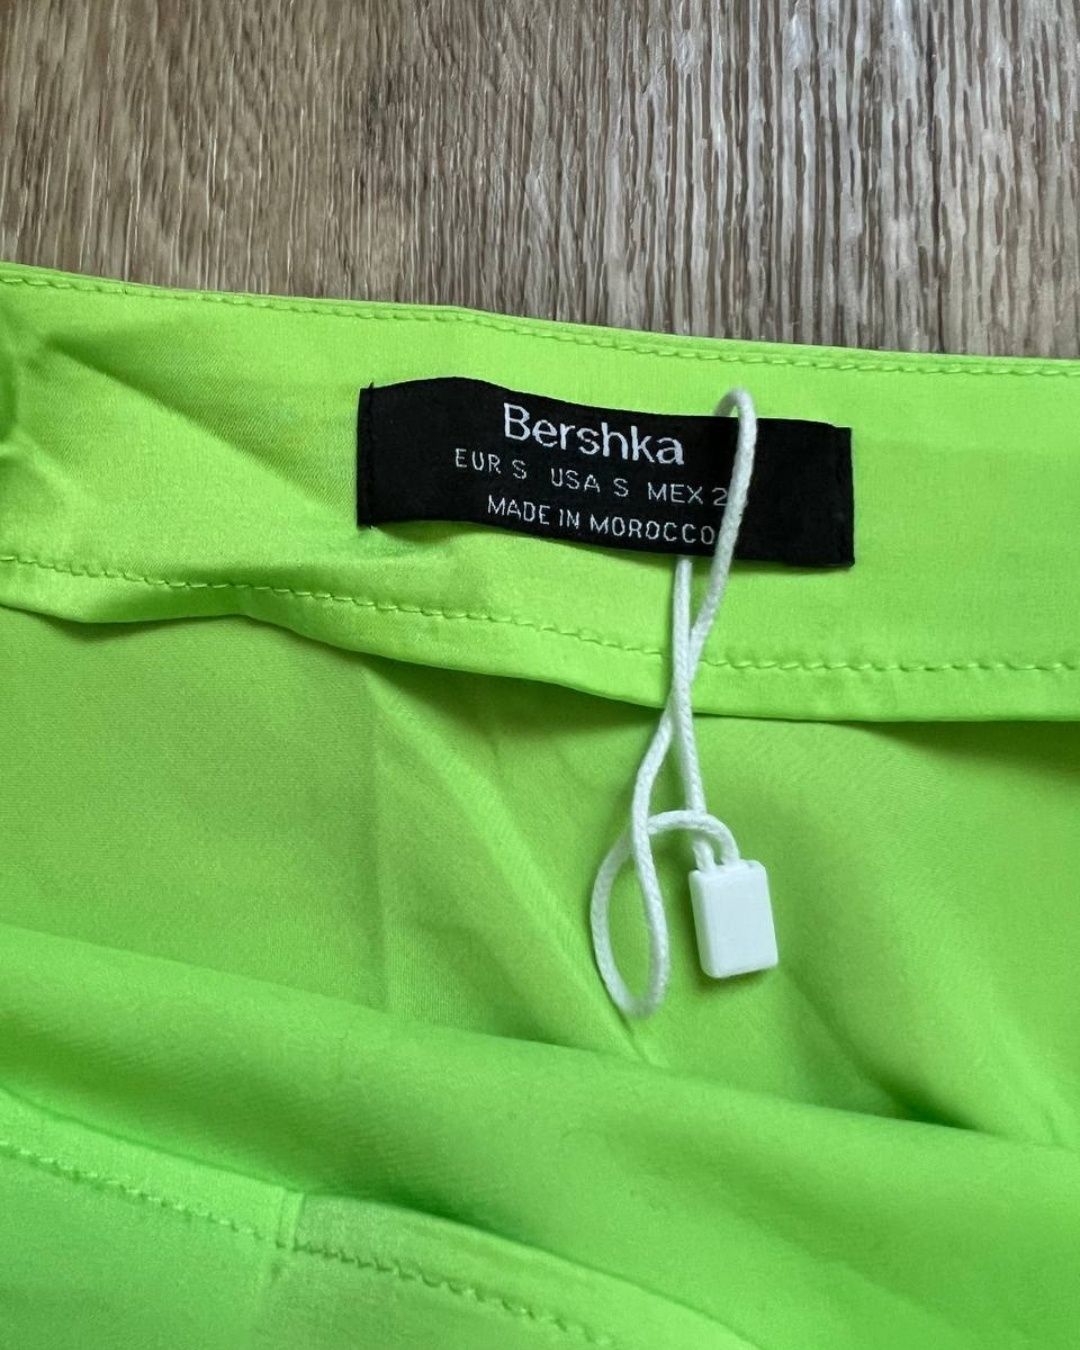 Bershka
EUR S USA S MEX 2
MADE IN MOROCCO